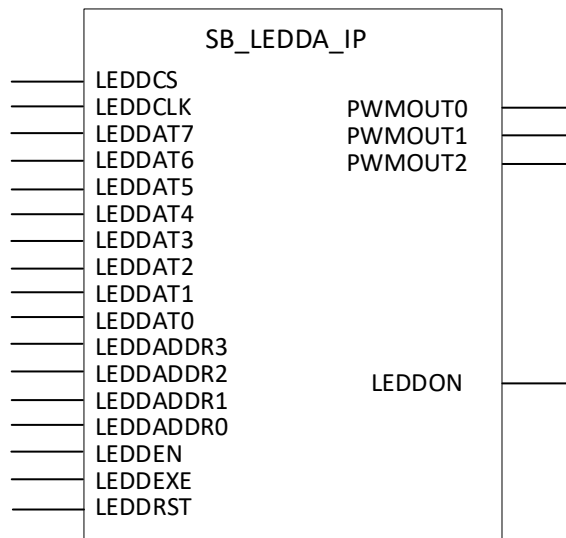 SB_LEDDA_IP
LEDDCS
LEDDCLK
LEDDAT7
LEDDAT6
LEDDAT5
LEDDAT4
LEDDAT3
LEDDAT2
LEDDAT1
LEDDAT0
LEDDADDR3
LEDDADDR2
LEDDADDR1
LEDDADDR0
LEDDEN
LEDDEXE
LEDDRST
PWMOUT0
PWMOUT1
PWMOUT2
LEDDON